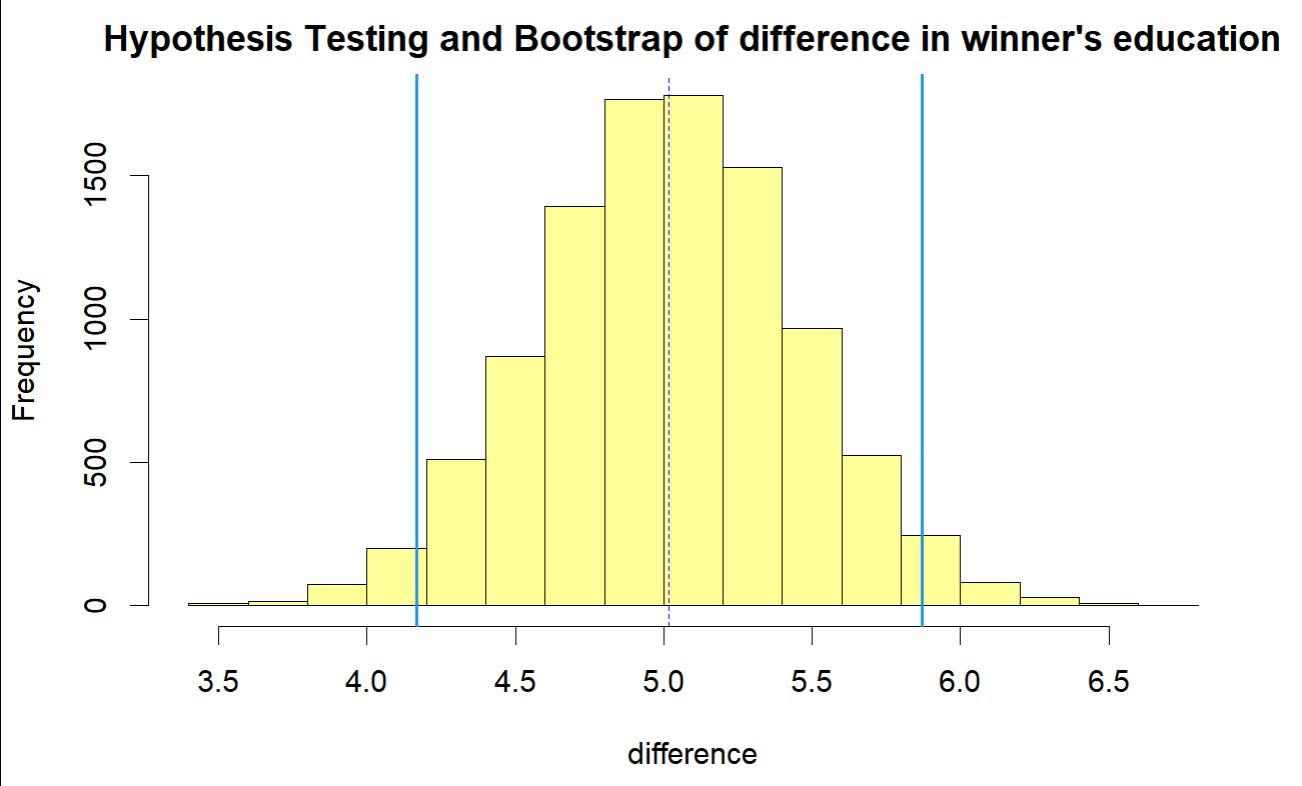 Hypothesis Testing and Bootstrap of difference in winner's education
Frequency
1500
1000
500
0
3.5 4.0 4.5 5.0 5.5 6.0 6.5
difference